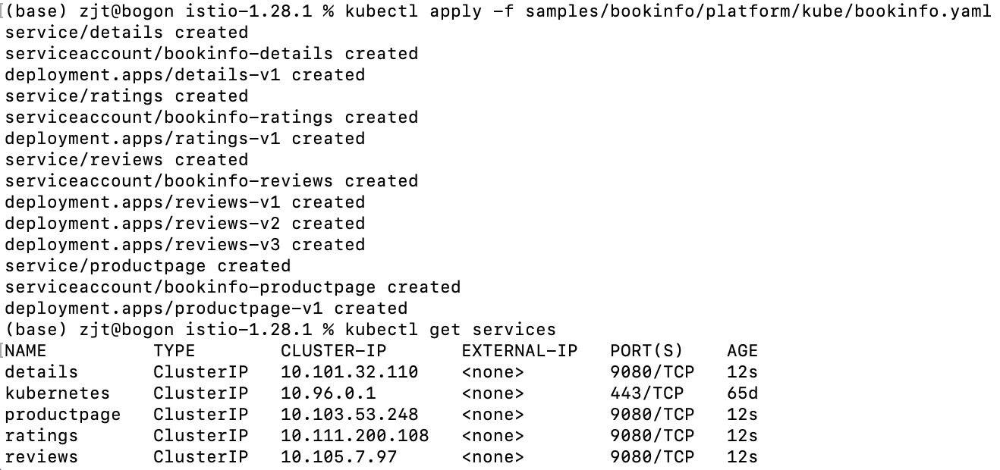 (base) zjt@bogon istio-1.28.1 % kubectl apply -f samples/bookinfo/platform/kube/bookinfo.yaml
service/details created
serviceaccount/bookinfo-details created
deployment.apps/details-v1 created
service/ratings created
serviceaccount/bookinfo-ratings created
deployment.apps/ratings-v1 created
service/reviews created
serviceaccount/bookinfo-reviews created
deployment.apps/reviews-v1 created
deployment.apps/reviews-v2 created
deployment.apps/reviews-v3 created
service/productpage created
serviceaccount/bookinfo-productpage created
deployment.apps/productpage-v1 created
(base) zjt@bogon istio-1.28.1 % kubectl get services
NAME          TYPE        CLUSTER-IP       EXTERNAL-IP   PORT(S)    AGE
details       ClusterIP   10.101.32.110    <none>        9080/TCP   12s
kubernetes    ClusterIP   10.96.0.1        <none>        443/TCP    65d
productpage   ClusterIP   10.103.53.248    <none>        9080/TCP   12s
ratings       ClusterIP   10.111.200.108   <none>        9080/TCP   12s
reviews       ClusterIP   10.105.7.97      <none>        9080/TCP   12s